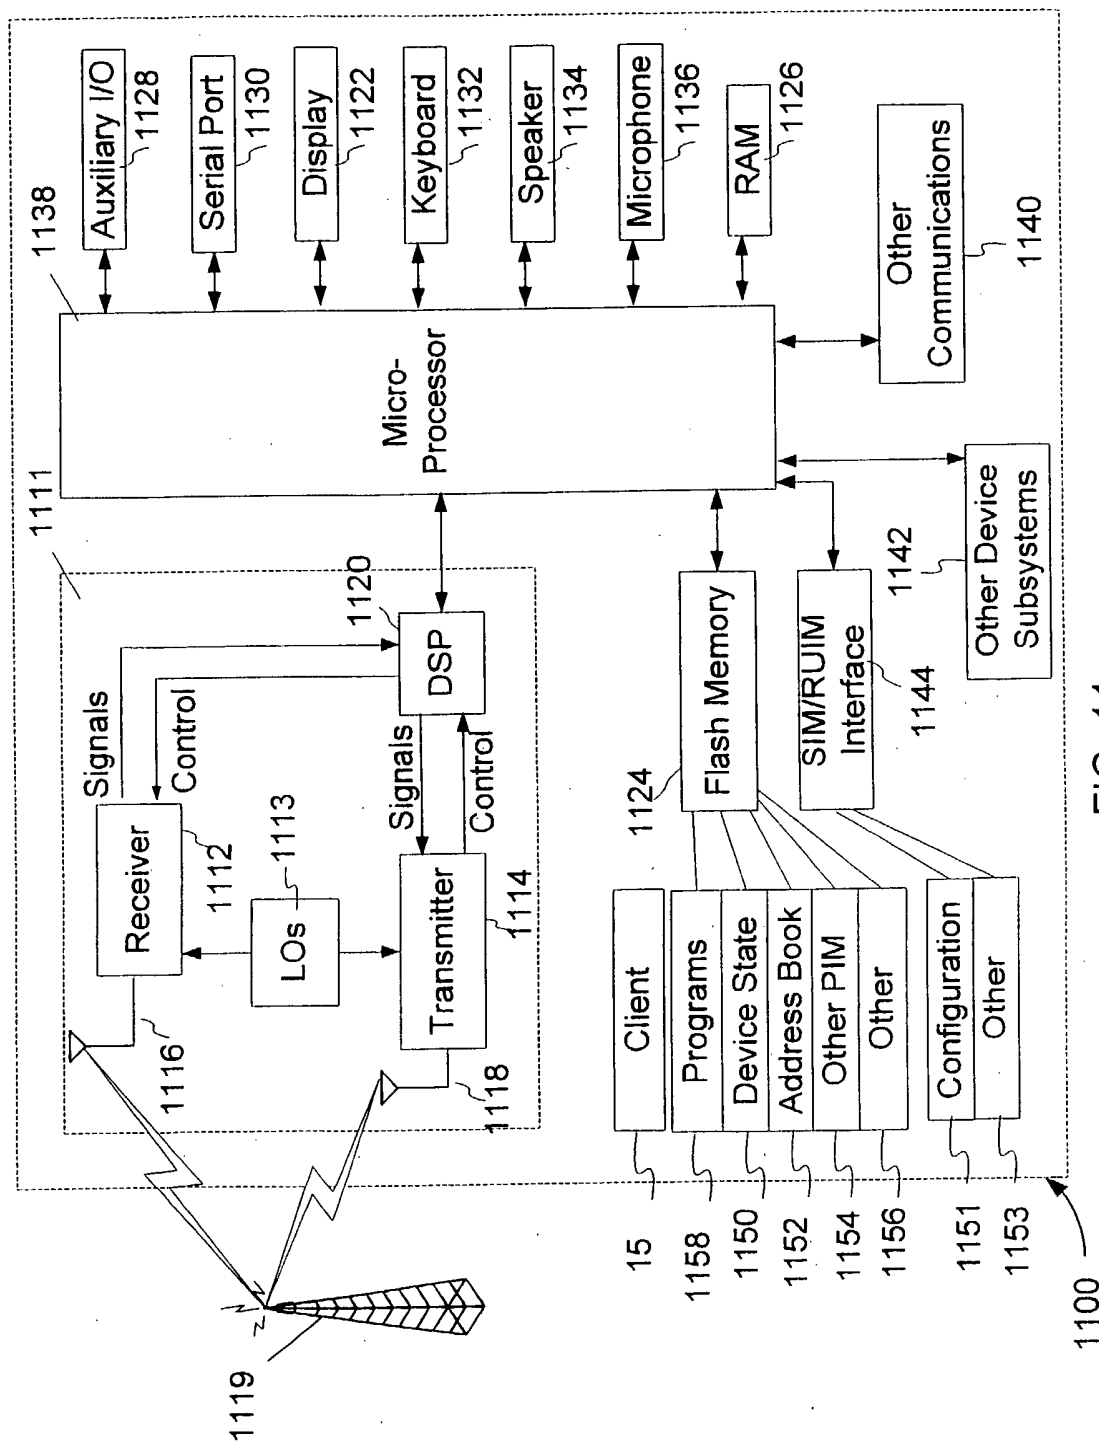 1119
1116
1118
1111
Receiver
1112
Signals
Control
LOs
1113
Transmitter
1114
Signals
Control
DSP
1120
Micro-
Processor
1138
Auxiliary I/O
1128
Serial Port
1130
Display
1122
Keyboard
1132
Speaker
1134
Microphone
1136
RAM
1126
Other
Communications
1140
Other Device
Subsystems
1142
1124
Flash Memory
SIM/RUIM
Interface
1144
15
Client
1158
Programs
1150
Device State
1152
Address Book
1154
Other PIM
1156
Other
1151
Configuration
1153
Other
1100